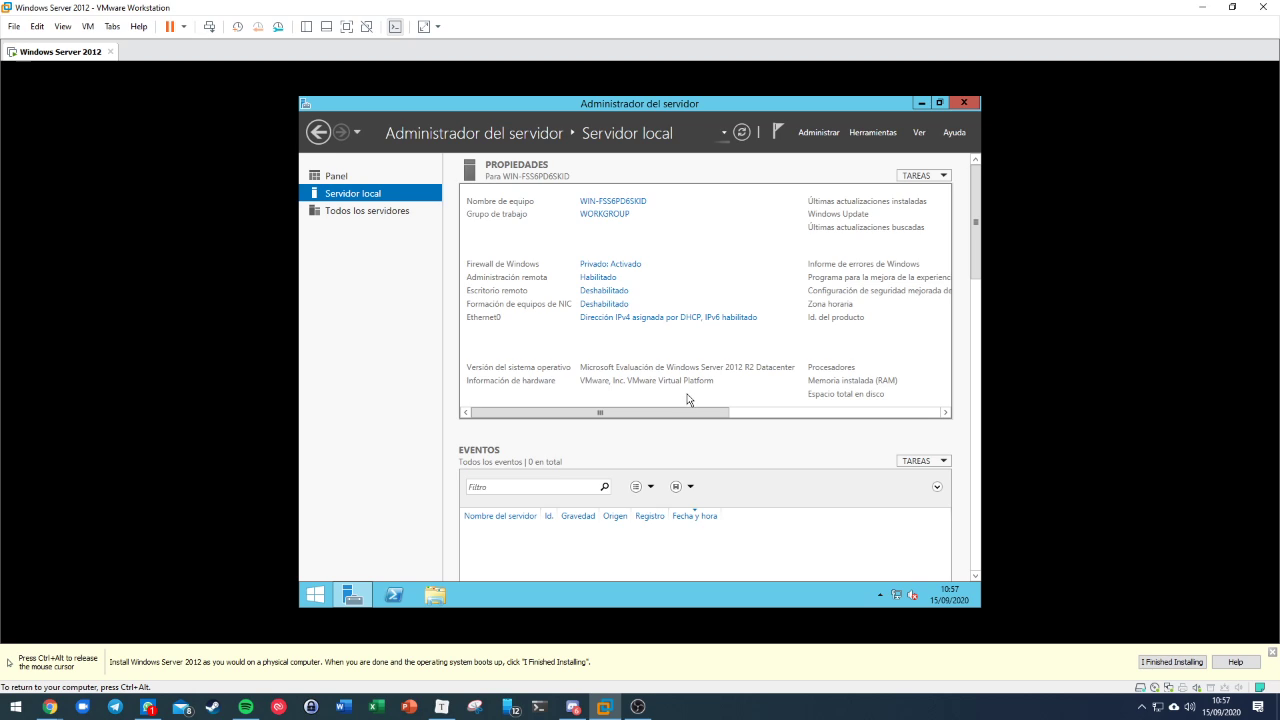 Windows Server 2012 - VMware Workstation
File Edit View VM Tabs Help
Windows Server 2012
Administrador del servidor
Administrador del servidor Servidor local
Administrar Herramientas Ver Ayuda
Panel
Servidor local
Todos los servidores
PROPIEDADES
Para WIN-FSS6PD6SKID
TAREAS
Nombre de equipo WIN-FSS6PD6SKID Últimas actualizaciones instaladas
Grupo de trabajo WORKGROUP Windows Update
Últimas actualizaciones buscadas
Firewall de Windows Privado: Activado Informe de errores de Windows
Administración remota Habilitado Programa para la mejora de la experienc
Escritorio remoto Deshabilitado Configuración de seguridad mejorada de
Formación de equipos de NIC Deshabilitado Zona horaria
Ethernet0 Dirección IPv4 asignada por DHCP, IPv6 habilitado Id. del producto
Versión del sistema operativo Microsoft Evaluación de Windows Server 2012 R2 Datacenter Procesadores
Información de hardware VMware, Inc. VMware Virtual Platform Memoria instalada (RAM)
Espacio total en disco
EVENTOS
Todos los eventos | 0 en total
TAREAS
Filtro
Nombre del servidor Id. Gravedad Origen Registro Fecha y hora
10:57
15/09/2020
Press Ctrl+Alt to release
the mouse cursor
Install Windows Server 2012 as you would on a physical computer. When you are done and the operating system boots up, click "I Finished Installing".
I Finished Installing Help
To return to your computer, press Ctrl+Alt.
1 8 12
10:57
15/09/2020